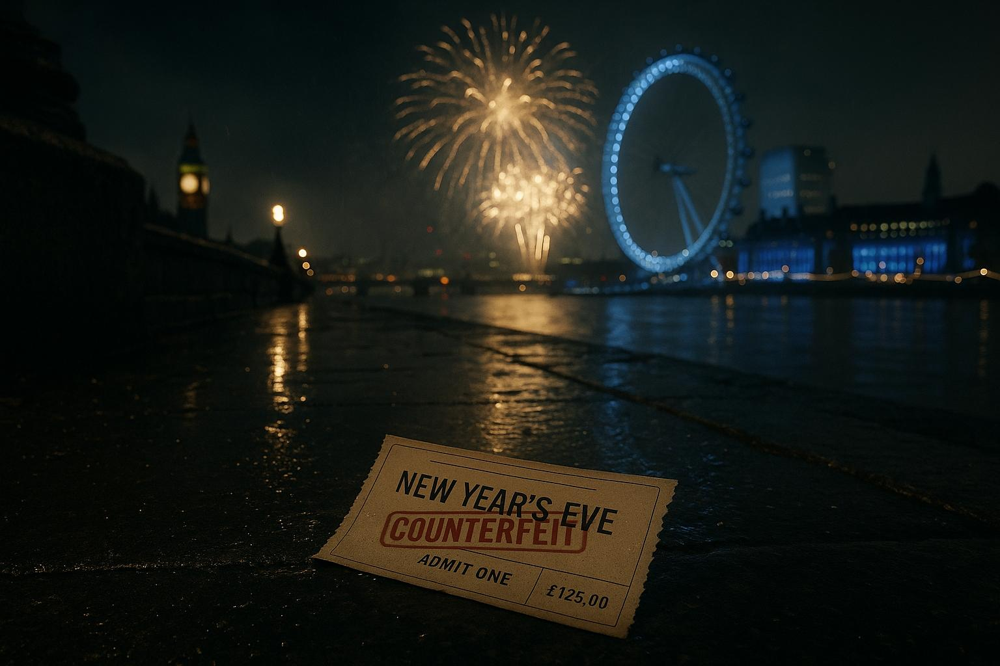 NEW YEAR'S EVE
COUNTERFEIT
ADMIT ONE
£125,00